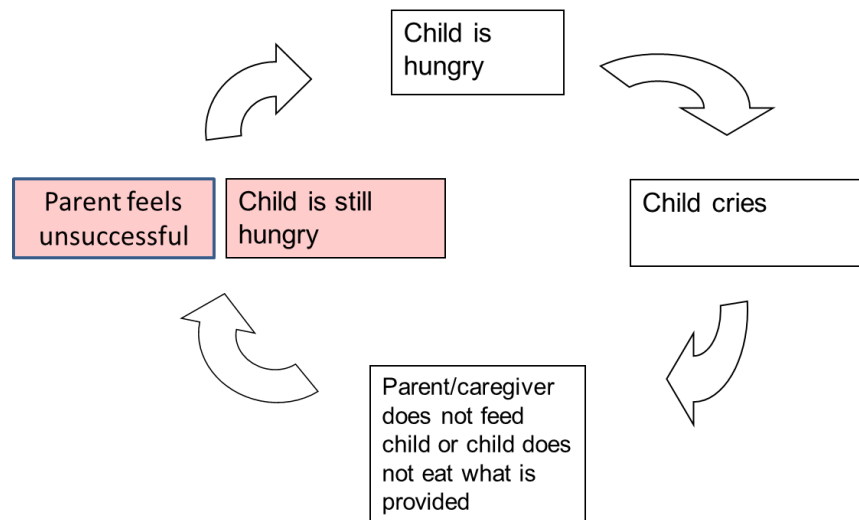 Child is
hungry
Child cries
Parent/caregiver
does not feed
child or child does
not eat what is
provided
Parent feels
unsuccessful
Child is still
hungry